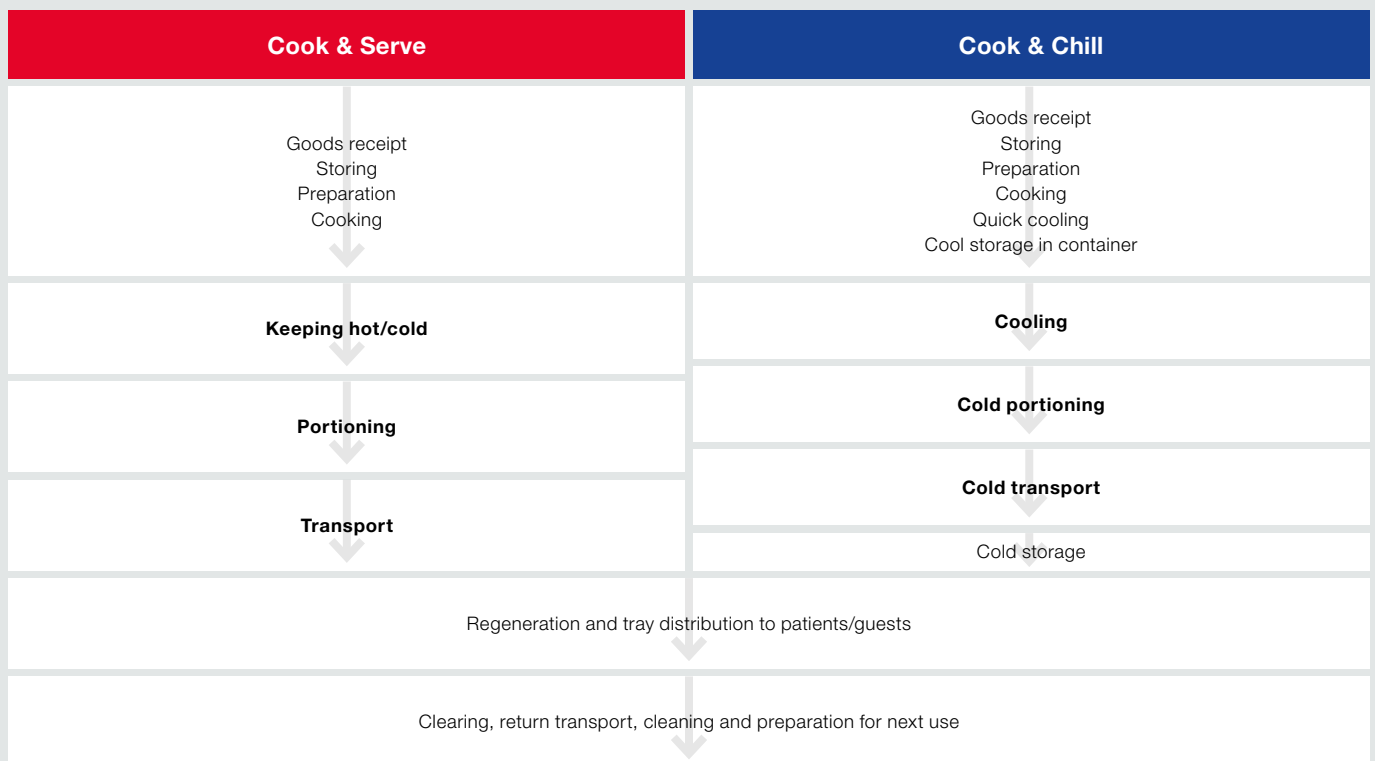 Cook & Serve
Goods receipt
Storing
Preparation
Cooking
Keeping hot/cold
Portioning
Transport
Cook & Chill
Goods receipt
Storing
Preparation
Cooking
Quick cooling
Cool storage in container
Cooling
Cold portioning
Cold transport
Cold storage
Regeneration and tray distribution to patients/guests
Clearing, return transport, cleaning and preparation for next use